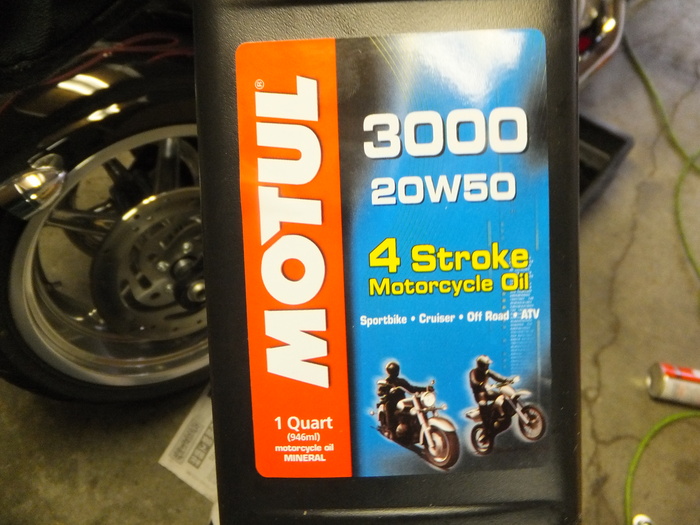 MOTUL®
3000
20W50
4 Stroke
Motorcycle Oil
Sportbike • Cruiser • Off Road • ATV
1 Quart
(946ml)
motorcycle oil
MINERAL